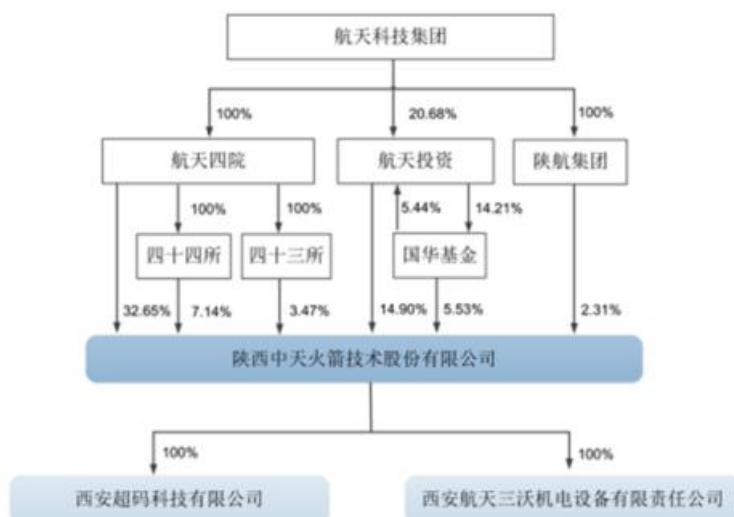 航天科技集团
100%
20.68%
100%
航天四院
航天投资
陕航集团
100%
100%
5.44%
14.21%
四十四所
四十三所
国华基金
32.65%
7.14%
3.47%
14.90%
5.53%
2.31%
陕西中天火箭技术股份有限公司
100%
100%
西安超码科技有限公司
西安航天三沃机电设备有限责任公司